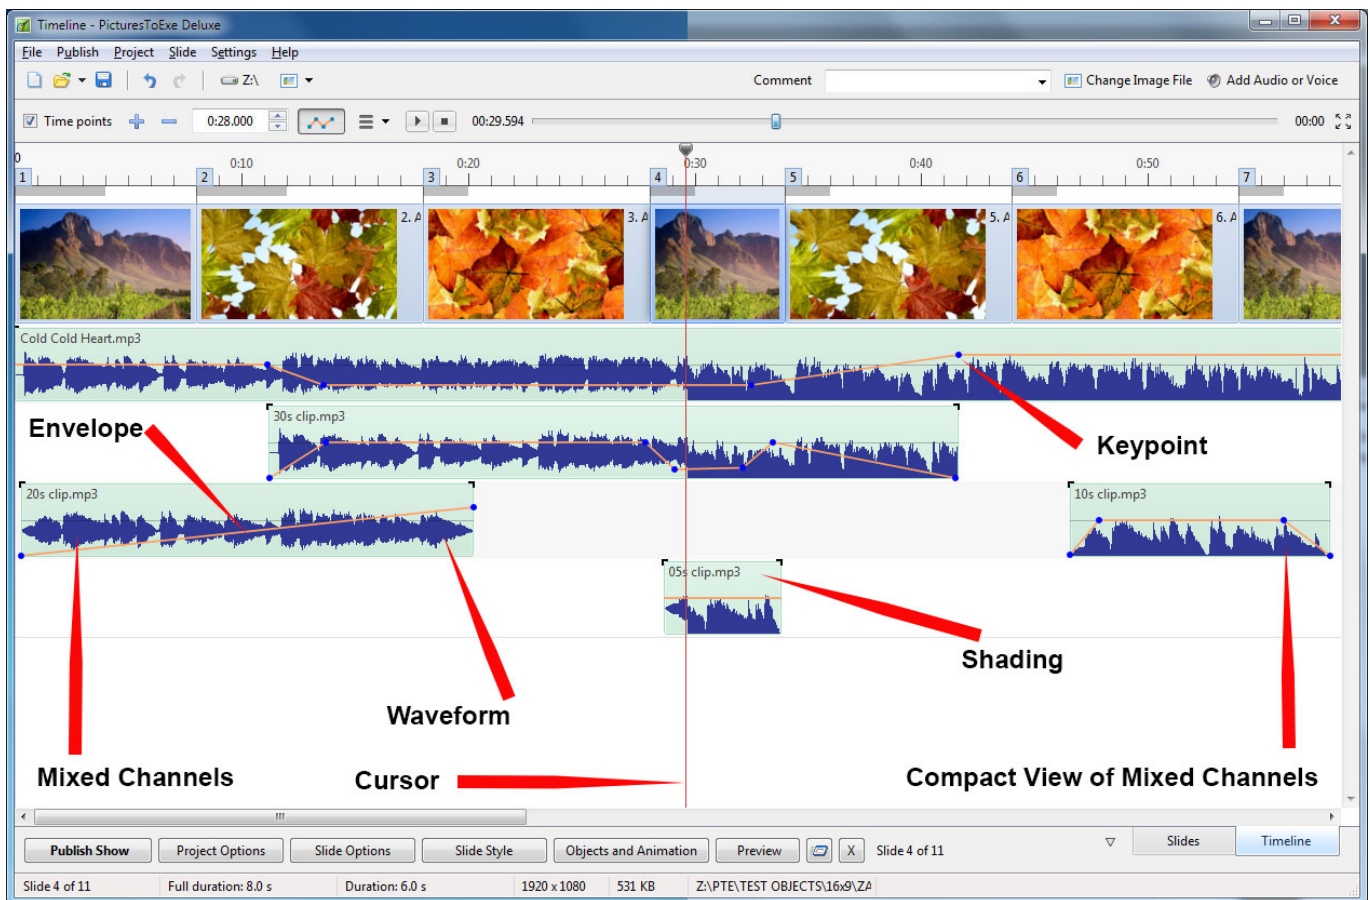 Timeline - PicturesToExe Deluxe
File Publish Project Slide Settings Help
Z:\ Comment Change Image File Add Audio or Voice
Time points 0:28.000 00:29.594 00:00
0 0:10 0:20 0:30 0:40 0:50
1 2 3 4 5 6 7
2. A 3. A 5. A 6. A
Cold Cold Heart.mp3
30s clip.mp3
Envelope
Keypoint
20s clip.mp3 10s clip.mp3
05s clip.mp3
Shading
Waveform
Mixed Channels Cursor Compact View of Mixed Channels
Publish Show Project Options Slide Options Slide Style Objects and Animation Preview X Slide 4 of 11 Slides Timeline
Slide 4 of 11 Full duration: 8.0 s Duration: 6.0 s 1920 x 1080 531 KB Z:\PTE\TEST OBJECTS\16x9\ZA